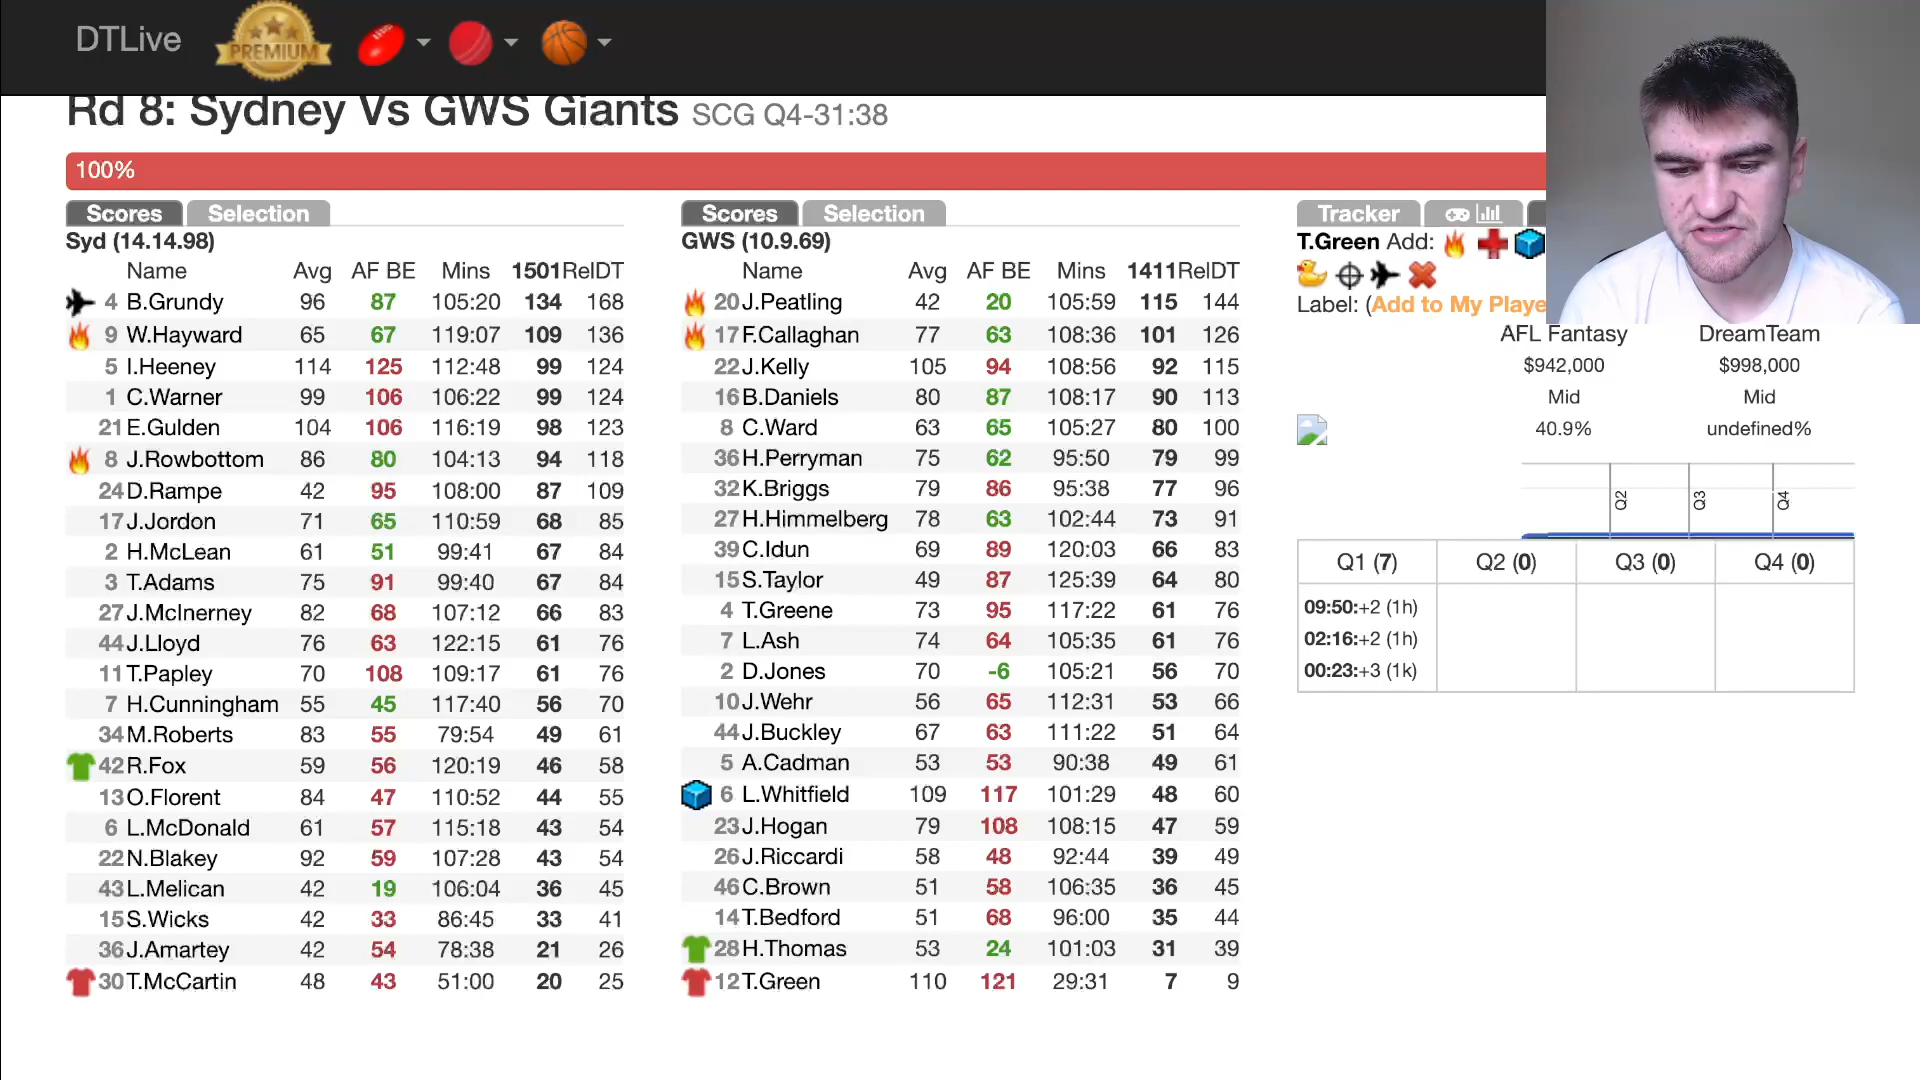 DTLive
PREMIUM
Rd 8: Sydney Vs GWS Giants SCG Q4-31:38
100%
Scores Selection
Syd (14.14.98)
Name Avg AF BE Mins 1501 RelDT
4 B.Grundy 96 87 105:20 134 168
9 W.Hayward 65 67 119:07 109 136
5 I.Heeney 114 125 112:48 99 124
1 C.Warner 99 106 106:22 99 124
21 E.Gulden 104 106 116:19 98 123
8 J.Rowbottom 86 80 104:13 94 118
24 D.Rampe 42 95 108:00 87 109
17 J.Jordon 71 65 110:59 68 85
2 H.McLean 61 51 99:41 67 84
3 T.Adams 75 91 99:40 67 84
27 J.McInerney 82 68 107:12 66 83
44 J.Lloyd 76 63 122:15 61 76
11 T.Papley 70 108 109:17 61 76
7 H.Cunningham 55 45 117:40 56 70
34 M.Roberts 83 55 79:54 49 61
42 R.Fox 59 56 120:19 46 58
13 O.Florent 84 47 110:52 44 55
6 L.McDonald 61 57 115:18 43 54
22 N.Blakey 92 59 107:28 43 54
43 L.Melican 42 19 106:04 36 45
15 S.Wicks 42 33 86:45 33 41
36 J.Amartey 42 54 78:38 21 26
30 T.McCartin 48 43 51:00 20 25
Scores Selection
GWS (10.9.69)
Name Avg AF BE Mins 1411 RelDT
20 J.Peatling 42 20 105:59 115 144
17 F.Callaghan 77 63 108:36 101 126
22 J.Kelly 105 94 108:56 92 115
16 B.Daniels 80 87 108:17 90 113
8 C.Ward 63 65 105:27 80 100
36 H.Perryman 75 62 95:50 79 99
32 K.Briggs 79 86 95:38 77 96
27 H.Himmelberg 78 63 102:44 73 91
39 C.Idun 69 89 120:03 66 83
15 S.Taylor 49 87 125:39 64 80
4 T.Greene 73 95 117:22 61 76
7 L.Ash 74 64 105:35 61 76
2 D.Jones 70 -6 105:21 56 70
10 J.Wehr 56 65 112:31 53 66
44 J.Buckley 67 63 111:22 51 64
5 A.Cadman 53 53 90:38 49 61
6 L.Whitfield 109 117 101:29 48 60
23 J.Hogan 79 108 108:15 47 59
26 J.Riccardi 58 48 92:44 39 49
46 C.Brown 51 58 106:35 36 45
14 T.Bedford 51 68 96:00 35 44
28 H.Thomas 53 24 101:03 31 39
12 T.Green 110 121 29:31 7 9
Tracker
T.Green Add:
Label: (Add to My Playe
AFL Fantasy DreamTeam
$942,000 $998,000
Mid Mid
40.9% undefined%
Q2 Q3 Q4
Q1 (7) Q2 (0) Q3 (0) Q4 (0)
09:50:+2 (1h)
02:16:+2 (1h)
00:23:+3 (1k)